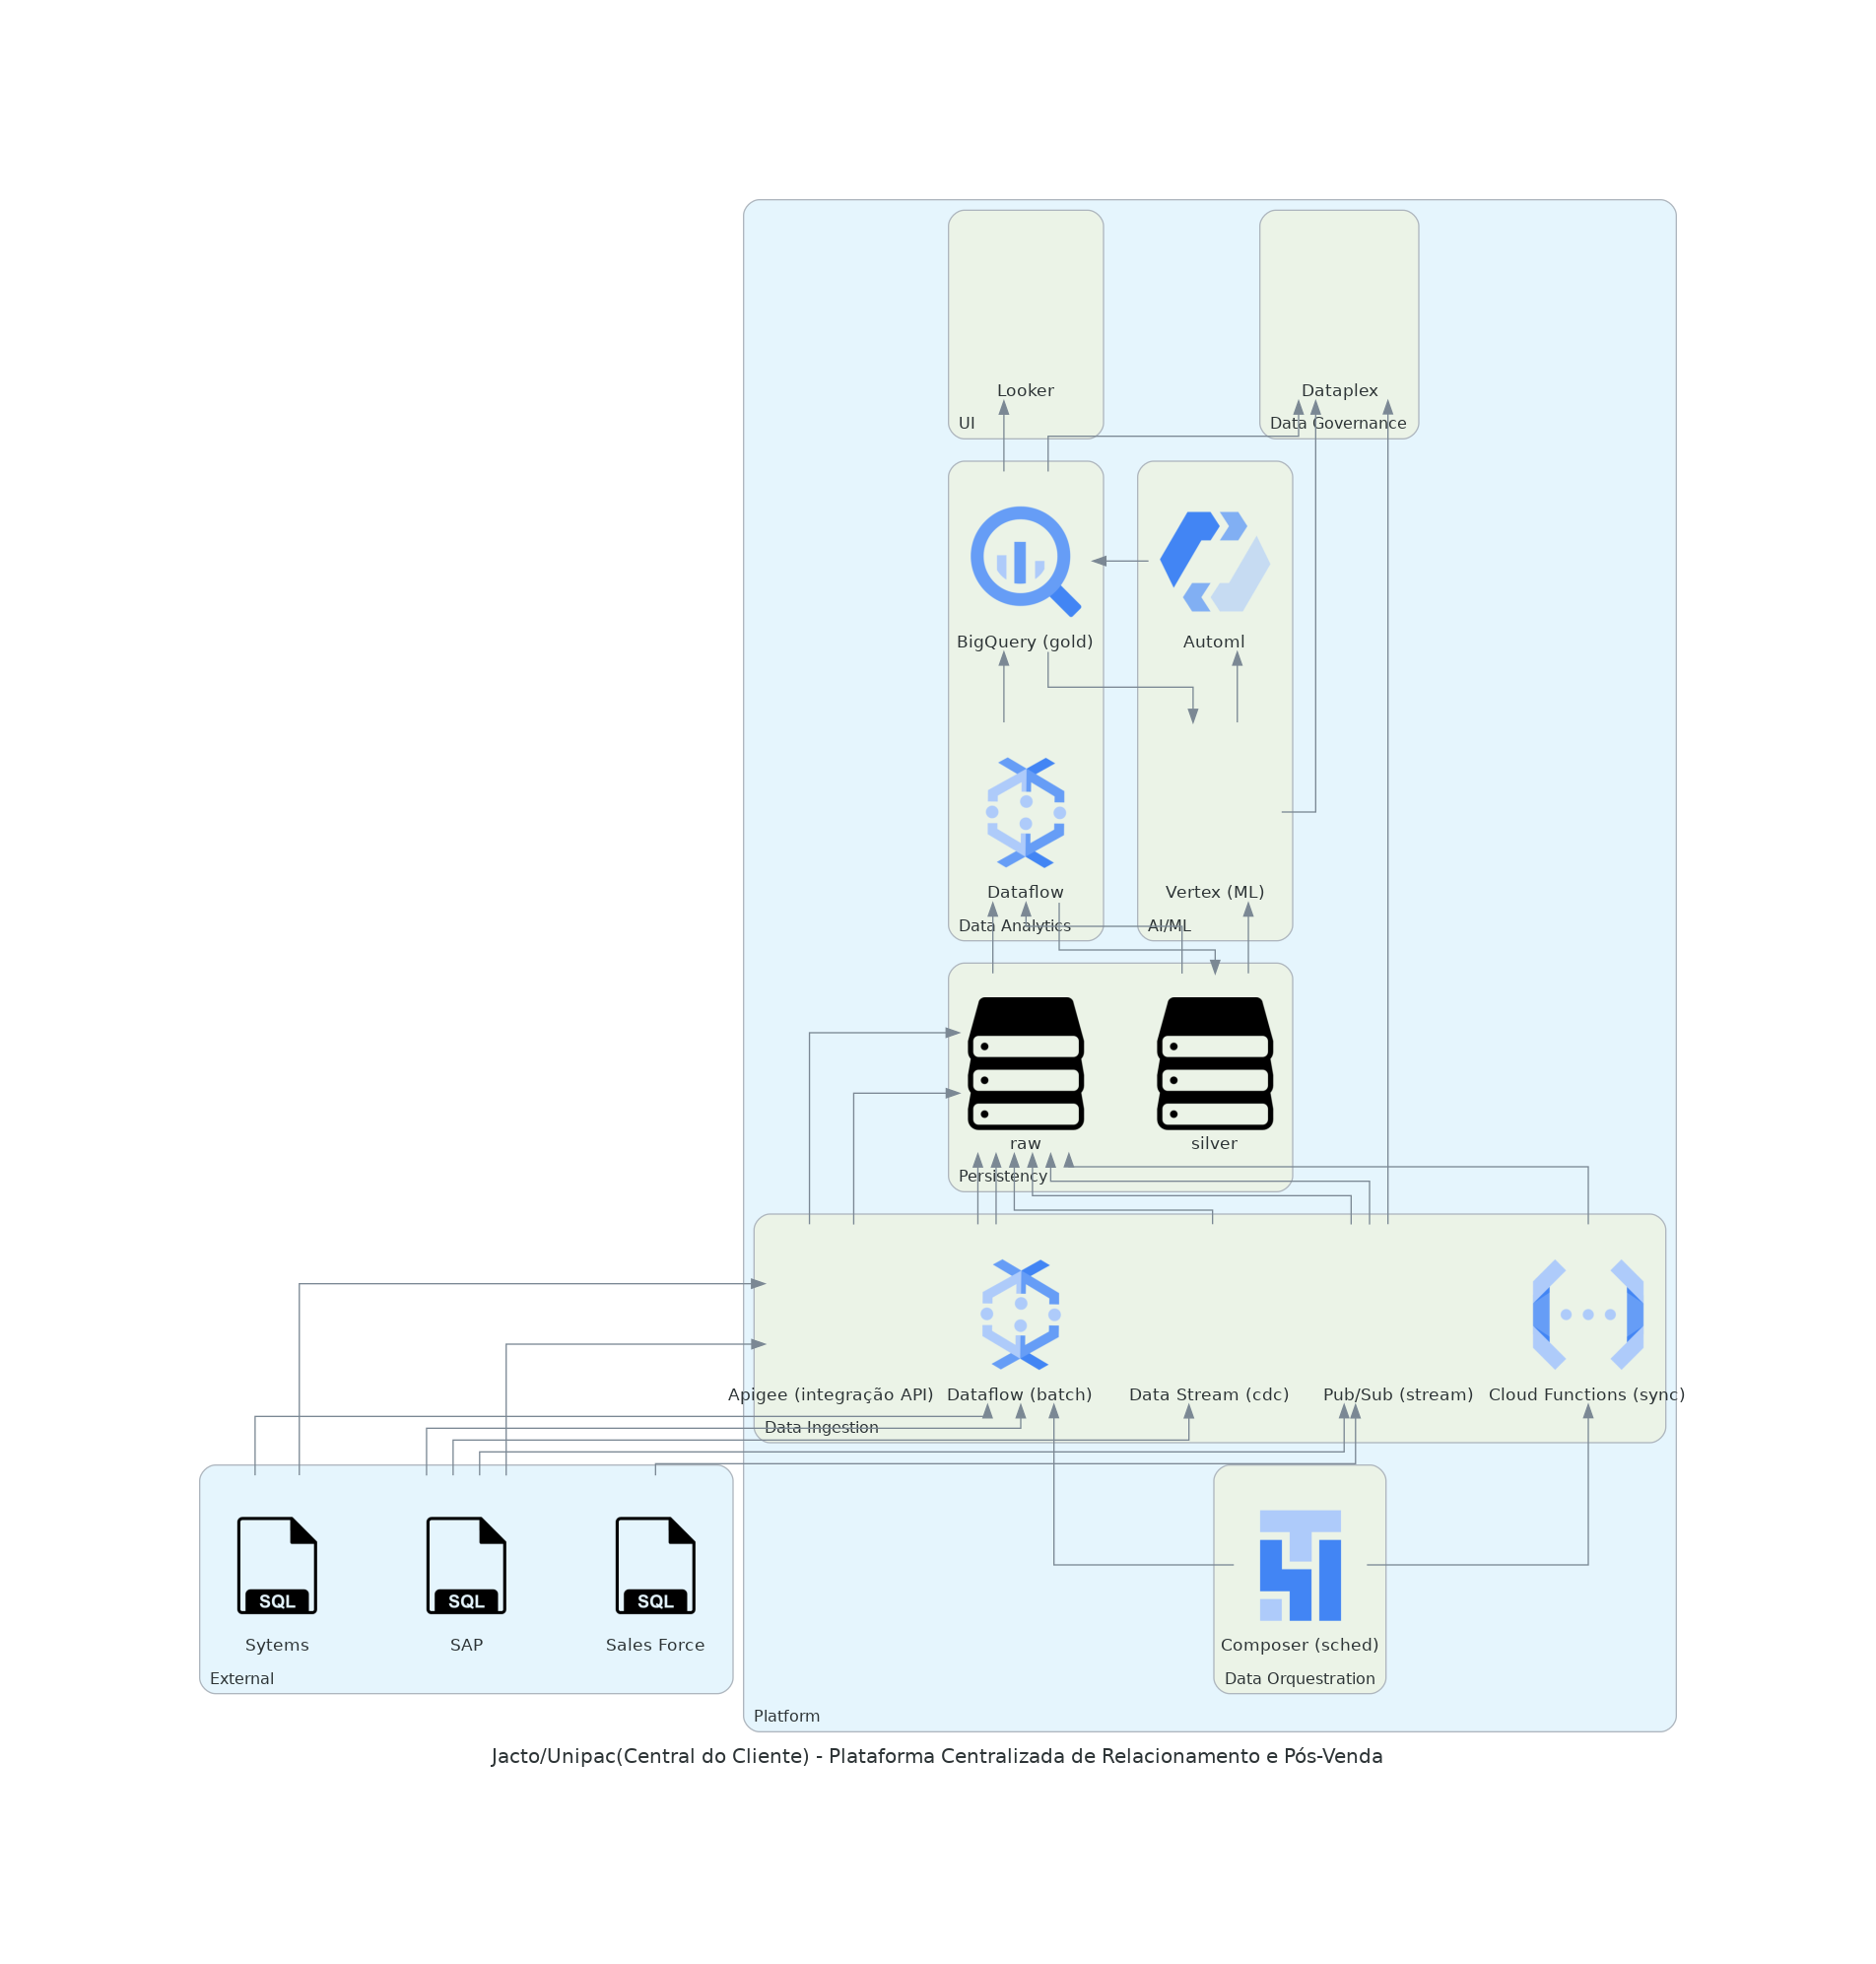 Looker
UI
Dataplex
Data Governance
BigQuery (gold)
Automl
Dataflow
Data Analytics
Vertex (ML)
AI/ML
raw
silver
Persistency
Apigee (integração API)
Dataflow (batch)
Data Stream (cdc)
Pub/Sub (stream)
Cloud Functions (sync)
Data Ingestion
SQL
SQL
SQL
Sytems
SAP
Sales Force
External
Composer (sched)
Data Orquestration
Platform
Jacto/Unipac(Central do Cliente) - Plataforma Centralizada de Relacionamento e Pós-Venda